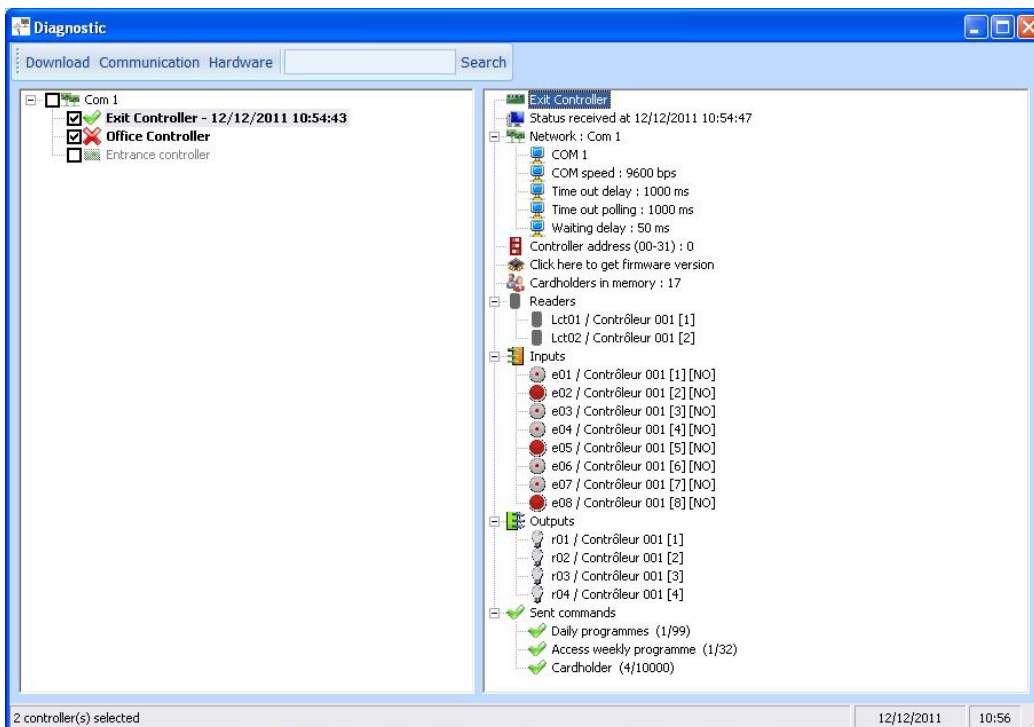 Diagnostic
Download Communication Hardware Search
Com 1
Exit Controller - 12/12/2011 10:54:43
Office Controller
Entrance controller
Exit Controller
Status received at 12/12/2011 10:54:47
Network : Com 1
COM 1
COM speed : 9600 bps
Time out delay : 1000 ms
Time out polling : 1000 ms
Waiting delay : 50 ms
Controller address (00-31) : 0
Click here to get firmware version
Cardholders in memory : 17
Readers
Lct01 / Contrôleur 001 [1]
Lct02 / Contrôleur 001 [2]
Inputs
e01 / Contrôleur 001 [1] [NO]
e02 / Contrôleur 001 [2] [NO]
e03 / Contrôleur 001 [3] [NO]
e04 / Contrôleur 001 [4] [NO]
e05 / Contrôleur 001 [5] [NO]
e06 / Contrôleur 001 [6] [NO]
e07 / Contrôleur 001 [7] [NO]
e08 / Contrôleur 001 [8] [NO]
Outputs
r01 / Contrôleur 001 [1]
r02 / Contrôleur 001 [2]
r03 / Contrôleur 001 [3]
r04 / Contrôleur 001 [4]
Sent commands
Daily programmes (1/99)
Access weekly programme (1/32)
Cardholder (4/10000)
2 controller(s) selected 12/12/2011 10:56